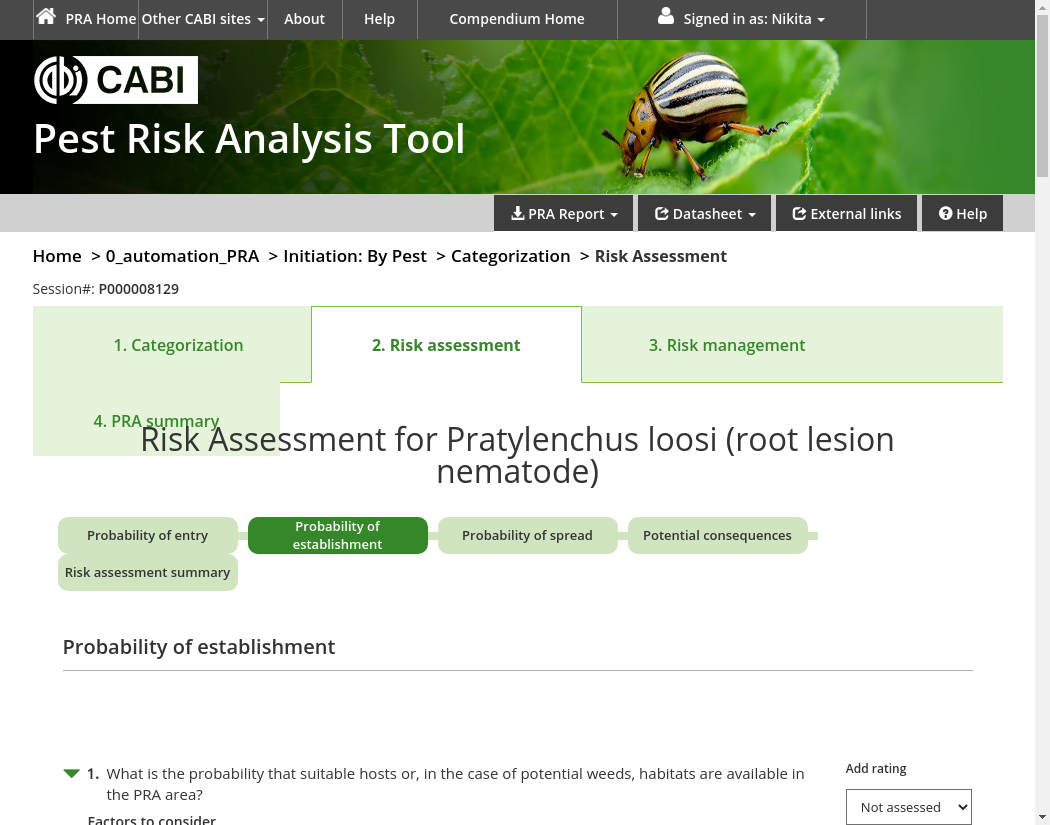 PRA Home Other CABI sites About Help Compendium Home Signed in as: Nikita
CABI
Pest Risk Analysis Tool
PRA Report Datasheet External links Help
Home > 0_automation_PRA > Initiation: By Pest > Categorization > Risk Assessment
Session#: P000008129
1. Categorization 2. Risk assessment 3. Risk management
4. PRA summary
Risk Assessment for Pratylenchus loosi (root lesion
nematode)
Probability of entry Probability of establishment Probability of spread Potential consequences
Risk assessment summary
Probability of establishment
1. What is the probability that suitable hosts or, in the case of potential weeds, habitats are available in
the PRA area?
Add rating
Not assessed
Factors to consider